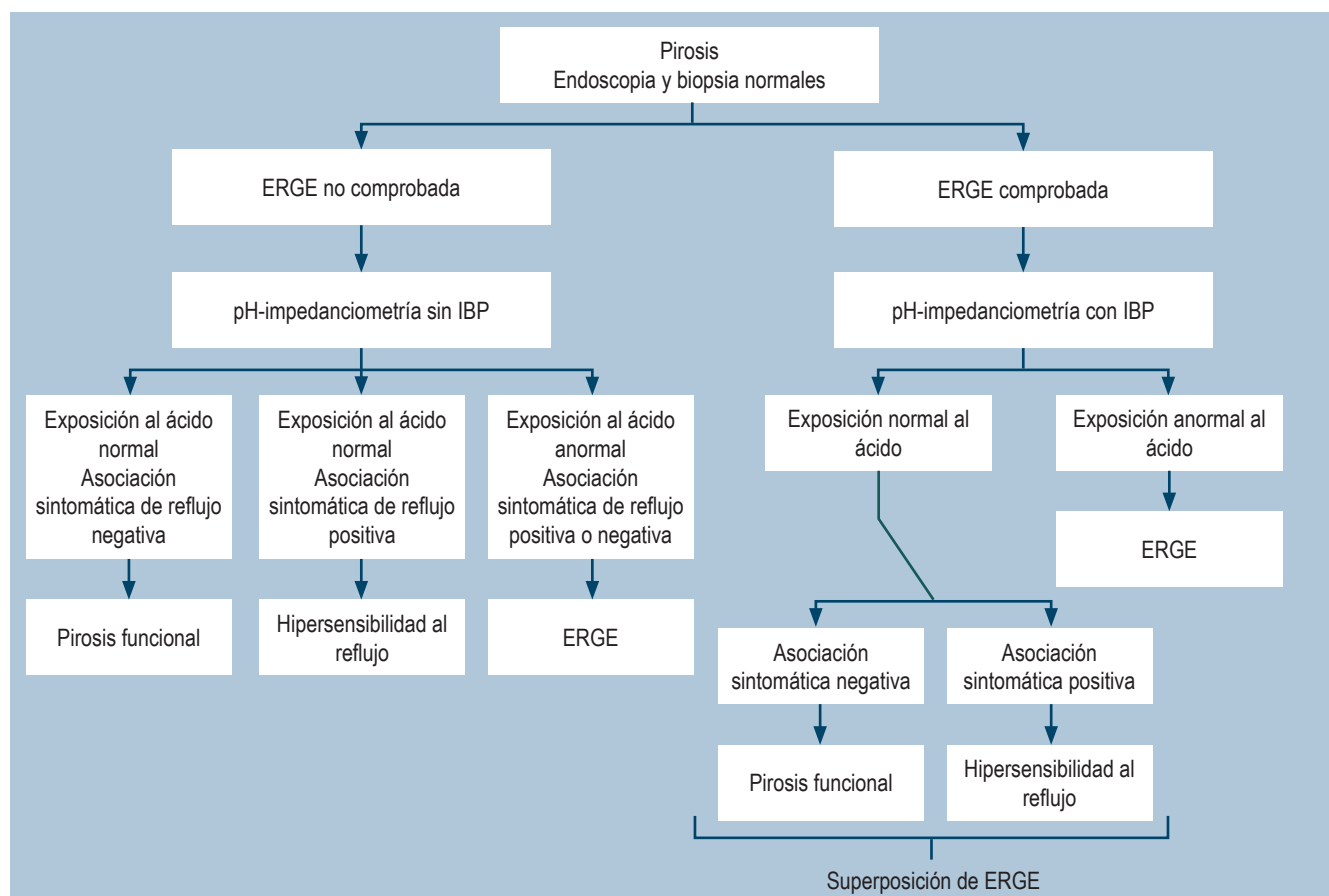 Pirosis
Endoscopia y biopsia normales
ERGE no comprobada
ERGE comprobada
pH-impedanciometría sin IBP
pH-impedanciometría con IBP
Exposición al ácido
normal
Asociación
sintomática de reflujo
negativa
Exposición al ácido
normal
Asociación
sintomática de reflujo
positiva
Exposición al ácido
anormal
Asociación
sintomática de reflujo
positiva o negativa
Exposición normal al
ácido
Exposición anormal al
ácido
Pirosis funcional
Hipersensibilidad al
reflujo
ERGE
ERGE
Asociación
sintomática negativa
Asociación
sintomática positiva
Pirosis funcional
Hipersensibilidad al
reflujo
Superposición de ERGE